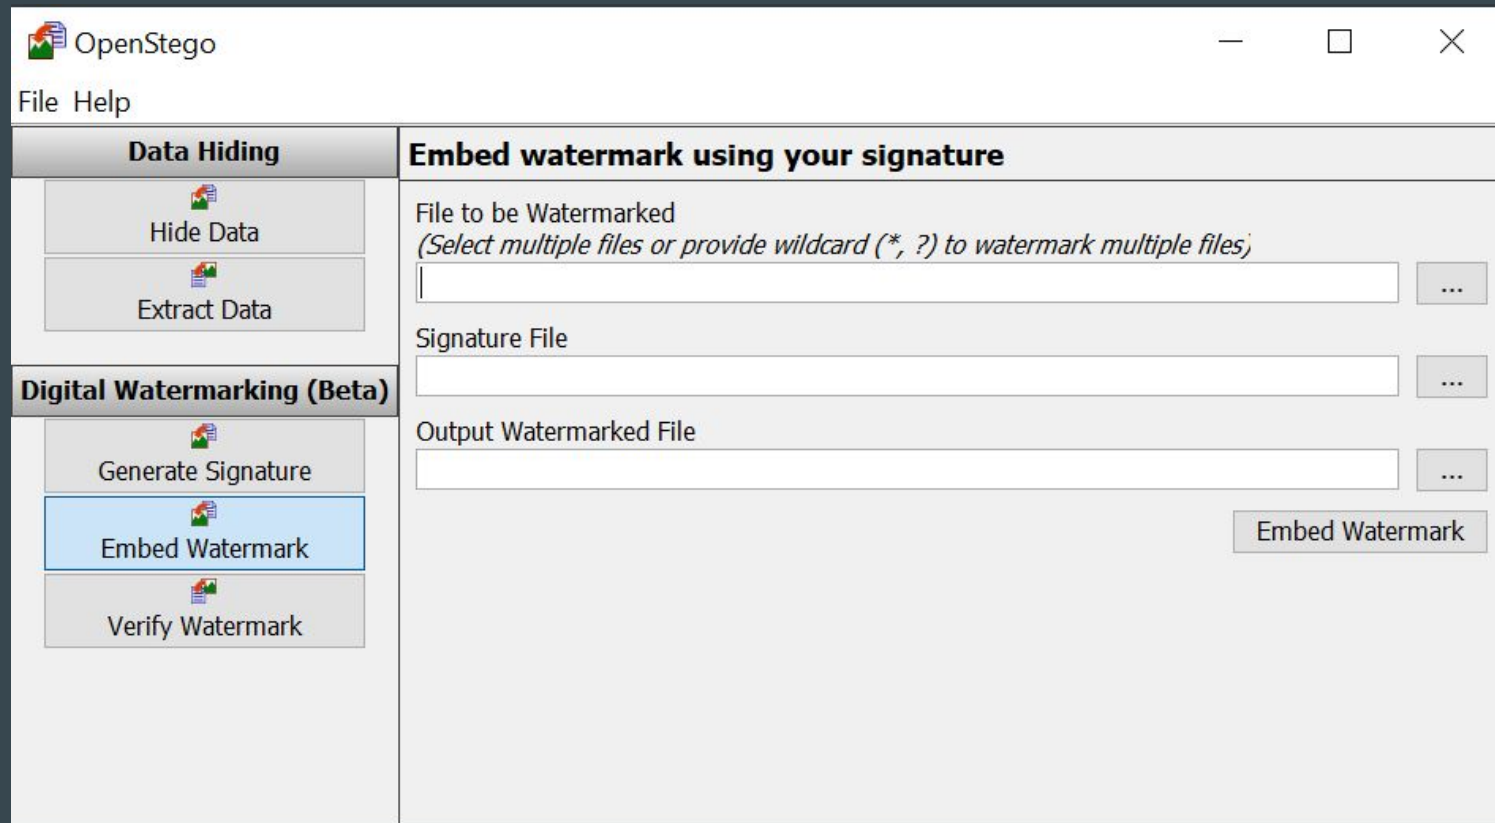 OpenStego
File Help
Data Hiding
Hide Data
Extract Data
Digital Watermarking (Beta)
Generate Signature
Embed Watermark
Verify Watermark
Embed watermark using your signature
File to be Watermarked
(Select multiple files or provide wildcard (*, ?) to watermark multiple files)
...
Signature File
...
Output Watermarked File
...
Embed Watermark